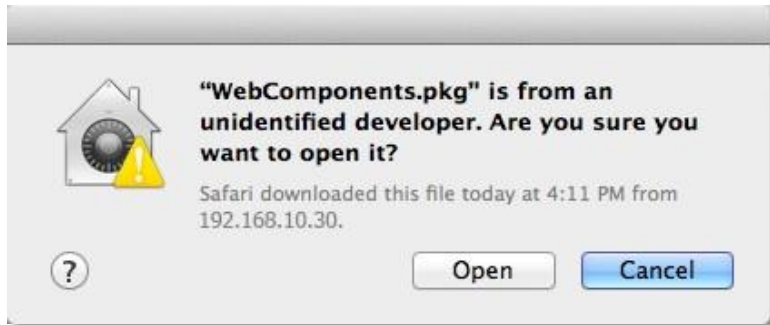 “WebComponents.pkg” is from an
unidentified developer. Are you sure you
want to open it?
Safari downloaded this file today at 4:11 PM from
192.168.10.30.
?
Open
Cancel